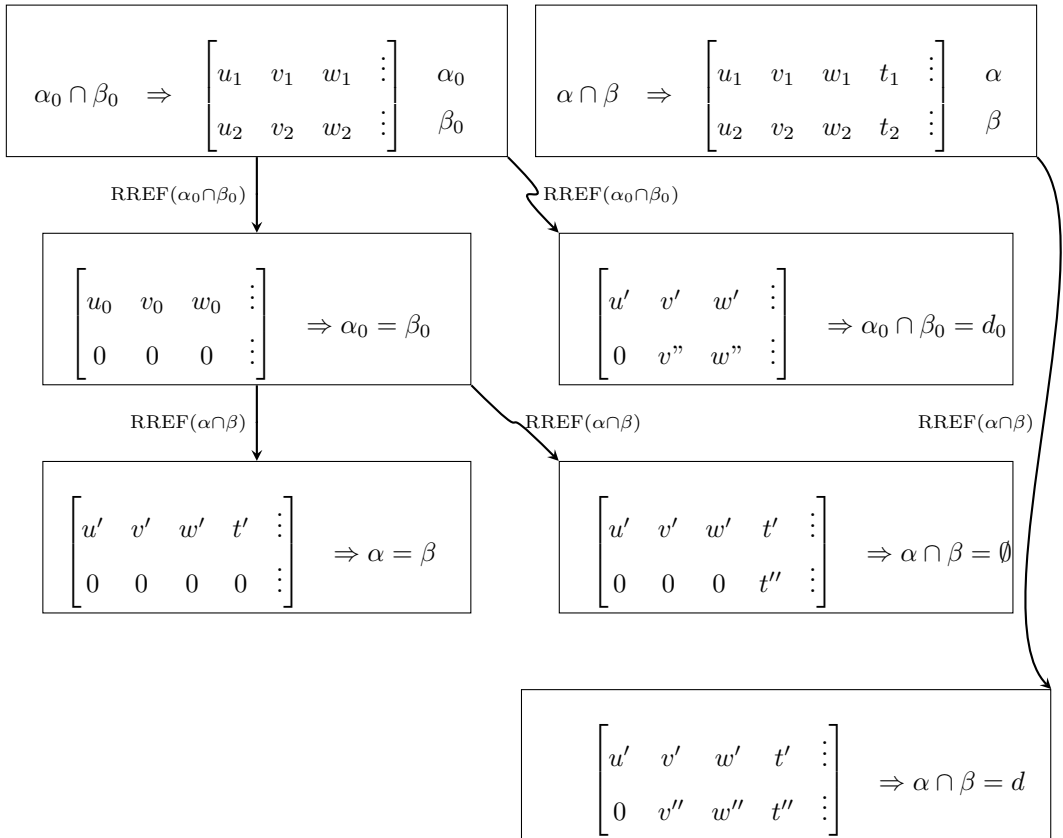 α₀ ∩ β₀ ⇒ [u₁ v₁ w₁ ⋮] α₀
[u₂ v₂ w₂ ⋮] β₀
α ∩ β ⇒ [u₁ v₁ w₁ t₁ ⋮] α
[u₂ v₂ w₂ t₂ ⋮] β
RREF(α₀∩β₀)
RREF(α₀∩β₀)
[u₀ v₀ w₀ ⋮]
[0 0 0 ⋮] ⇒ α₀ = β₀
[u′ v′ w′ ⋮]
[0 v” w” ⋮] ⇒ α₀ ∩ β₀ = d₀
RREF(α∩β)
RREF(α∩β)
RREF(α∩β)
[u′ v′ w′ t′ ⋮]
[0 0 0 0 ⋮] ⇒ α = β
[u′ v′ w′ t′ ⋮]
[0 0 0 t′′ ⋮] ⇒ α ∩ β = ∅
[u′ v′ w′ t′ ⋮]
[0 v′′ w′′ t′′ ⋮] ⇒ α ∩ β = d